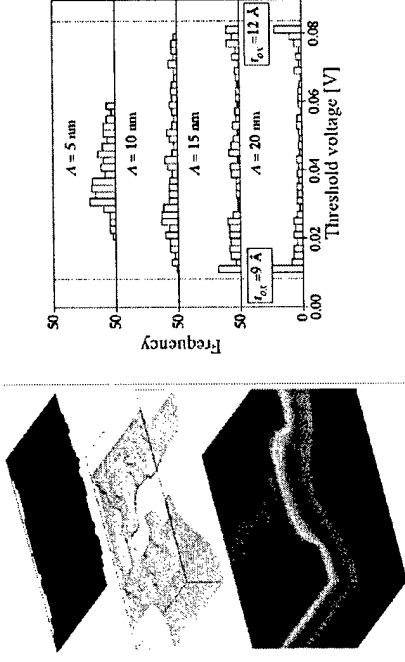 50
Λ = 5 nm
50
Λ = 10 nm
50
Λ = 15 nm
50
Λ = 20 nm
0
Frequency
t_ox=9 Å
t_ox=12 Å
0.00
0.02
0.04
0.06
0.08
Threshold voltage [V]